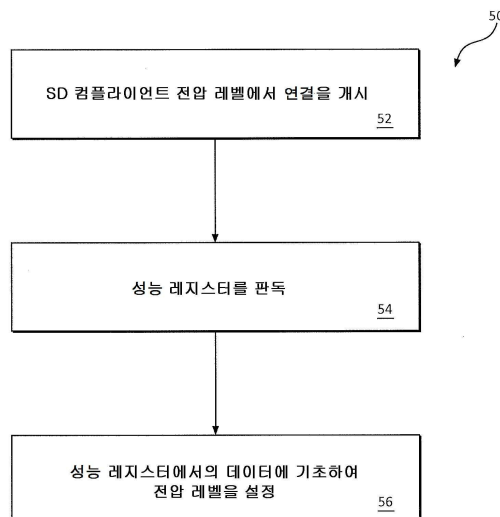 50
SD 컴플라이언트 전압 레벨에서 연결을 개시
52
성능 레지스터를 판독
54
성능 레지스터에서의 데이터에 기초하여
전압 레벨을 설정
56